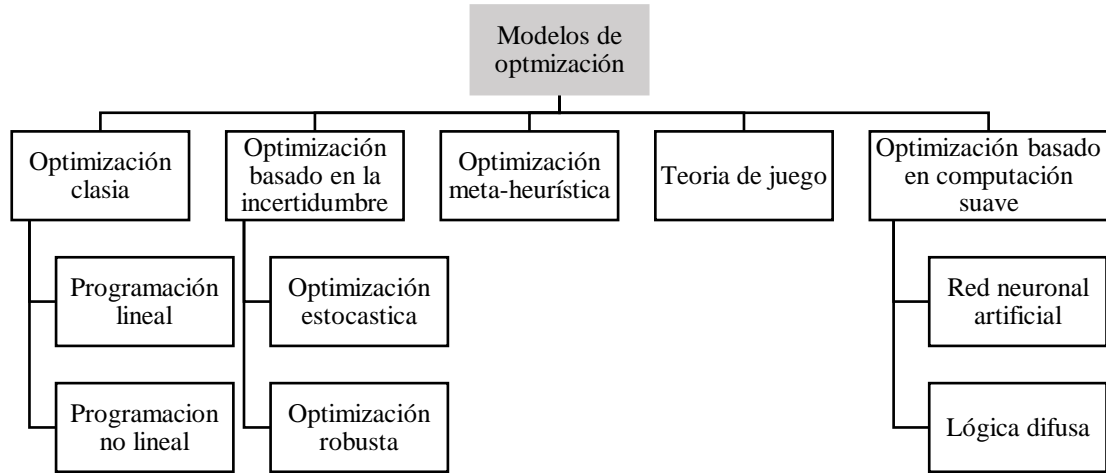 Modelos de
optmización
Optimización
clasia
Optimización
basado en la
incertidumbre
Optimización
meta-heurística
Teoria de juego
Optimización basado
en computación
suave
Programación
lineal
Optimización
estocastica
Red neuronal
artificial
Programacion
no lineal
Optimización
robusta
Lógica difusa